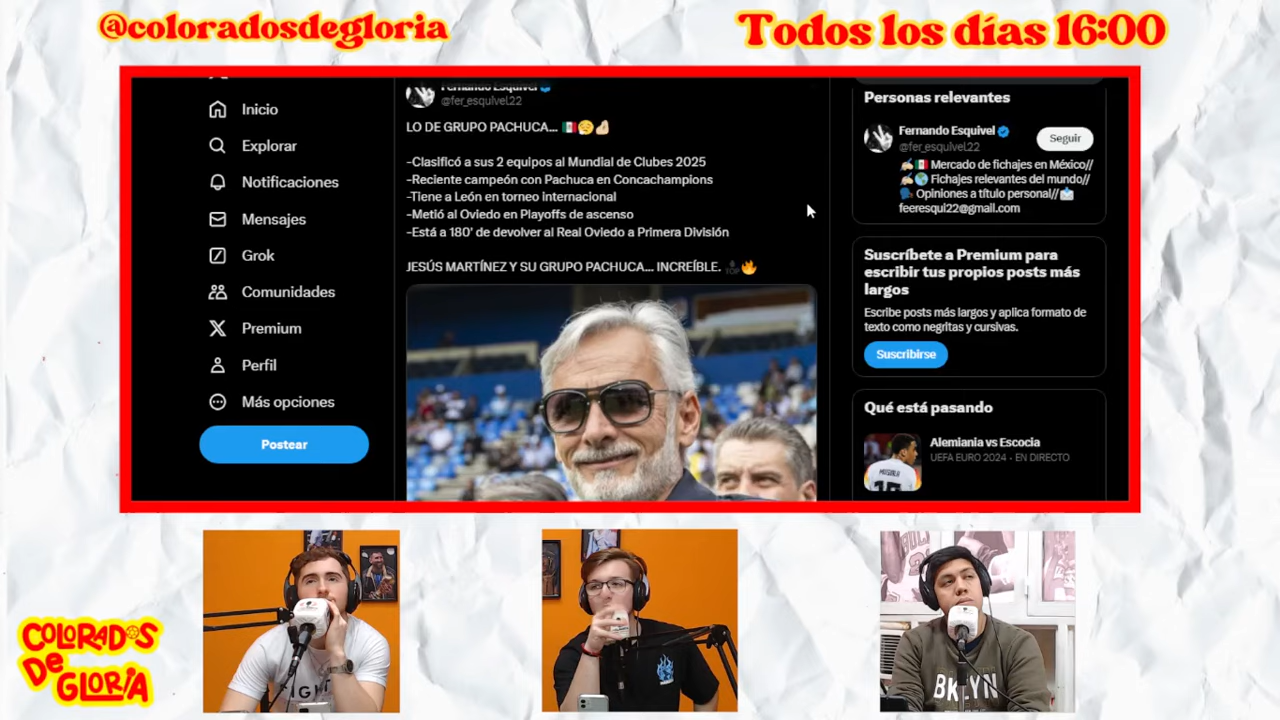 @coloradosdegloria
Todos los días 16:00
Inicio
Explorar
Notificaciones
Mensajes
Grok
Comunidades
Premium
Perfil
Más opciones
Postear
Fernando Esquivel
@fer_esquivel22
LO DE GRUPO PACHUCA... 🇲🇽
-Clasificó a sus 2 equipos al Mundial de Clubes 2025
-Reciente campeón con Pachuca en Concachampions
-Tiene a León en torneo internacional
-Metió al Oviedo en Playoffs de ascenso
-Está a 180' de devolver al Real Oviedo a Primera División
JESÚS MARTÍNEZ Y SU GRUPO PACHUCA... INCREÍBLE. 🔝🔥
Personas relevantes
Fernando Esquivel
@fer_esquivel22
Seguir
✍🏼🇲🇽 Mercado de fichajes en México//
✍🏼🌎 Fichajes relevantes del mundo//
🗣 Opiniones a título personal//📩
feeresqui22@gmail.com
Suscríbete a Premium para
escribir tus propios posts más
largos
Escribe posts más largos y aplica formato de
texto como negritas y cursivas.
Suscribirse
Qué está pasando
Alemiania vs Escocia
UEFA EURO 2024 · EN DIRECTO
MUSIALA
COLORADOS
De
GLORIA
BKLYN